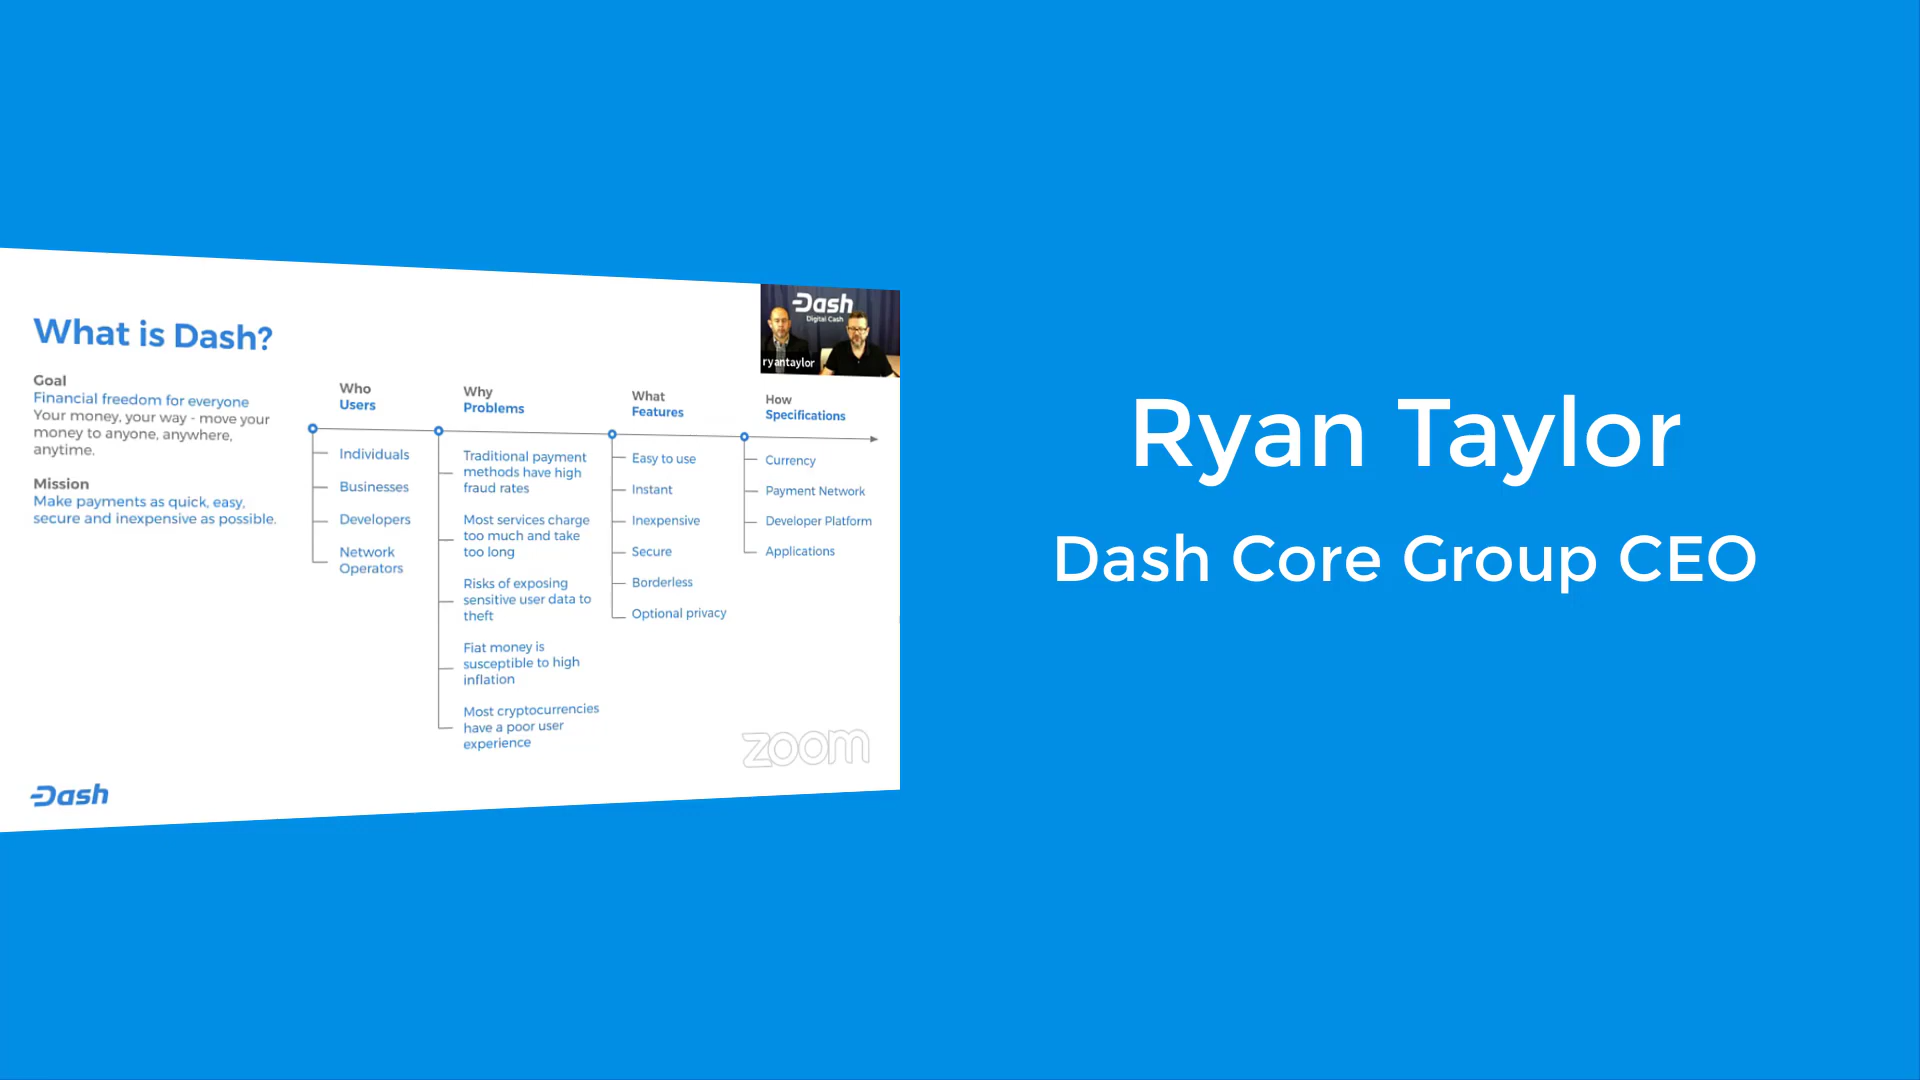 What is Dash?
Goal
Financial freedom for everyone
Your money, your way - move your
money to anyone, anywhere,
anytime.
Mission
Make payments as quick, easy,
secure and inexpensive as possible.
Who
Users
Individuals
Businesses
Developers
Network
Operators
Why
Problems
Traditional payment
methods have high
fraud rates
Most services charge
too much and take
too long
Risks of exposing
sensitive user data to
theft
Fiat money is
susceptible to high
inflation
Most cryptocurrencies
have a poor user
experience
What
Features
Easy to use
Instant
Inexpensive
Secure
Borderless
Optional privacy
How
Specifications
Currency
Payment Network
Developer Platform
Applications
Dash
Digital Cash
ryantaylor
zoom
Dash
Ryan Taylor
Dash Core Group CEO